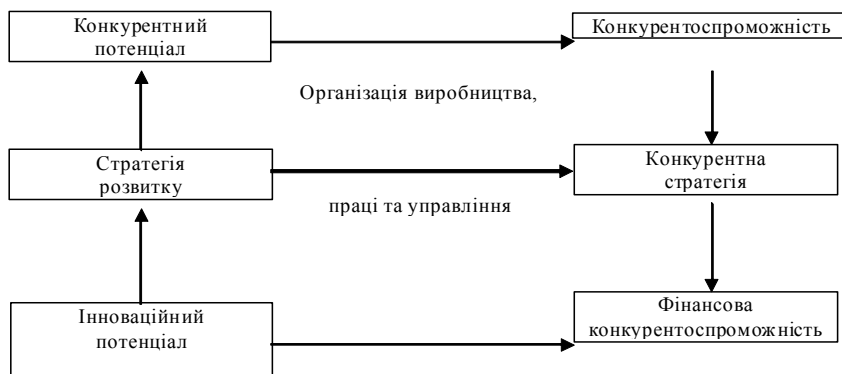 Конкурентний
потенціал
Конкурентоспроможність
Організація виробництва,
Стратегія
розвитку
Конкурентна
стратегія
праці та управління
Інноваційний
потенціал
Фінансова
конкурентоспроможність